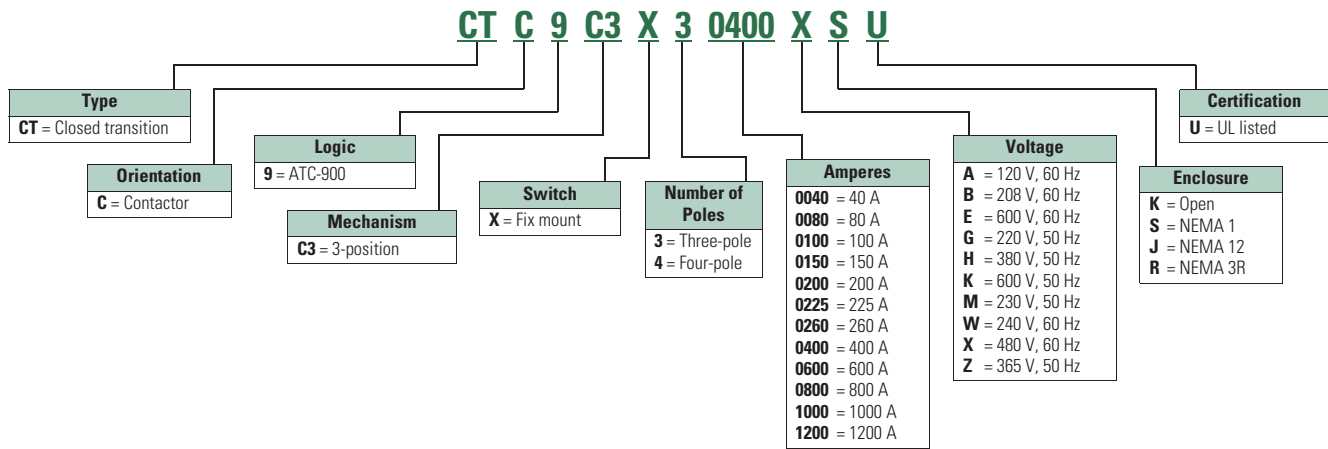 CT C 9 C3 X 3 0400 X S U
Type
CT = Closed transition
Orientation
C = Contactor
Logic
9 = ATC-900
Mechanism
C3 = 3-position
Switch
X = Fix mount
Number of
Poles
3 = Three-pole
4 = Four-pole
Amperes
0040 = 40 A
0080 = 80 A
0100 = 100 A
0150 = 150 A
0200 = 200 A
0225 = 225 A
0260 = 260 A
0400 = 400 A
0600 = 600 A
0800 = 800 A
1000 = 1000 A
1200 = 1200 A
Voltage
A = 120 V, 60 Hz
B = 208 V, 60 Hz
E = 600 V, 60 Hz
G = 220 V, 50 Hz
H = 380 V, 50 Hz
K = 600 V, 50 Hz
M = 230 V, 50 Hz
W = 240 V, 60 Hz
X = 480 V, 60 Hz
Z = 365 V, 50 Hz
Enclosure
K = Open
S = NEMA 1
J = NEMA 12
R = NEMA 3R
Certification
U = UL listed